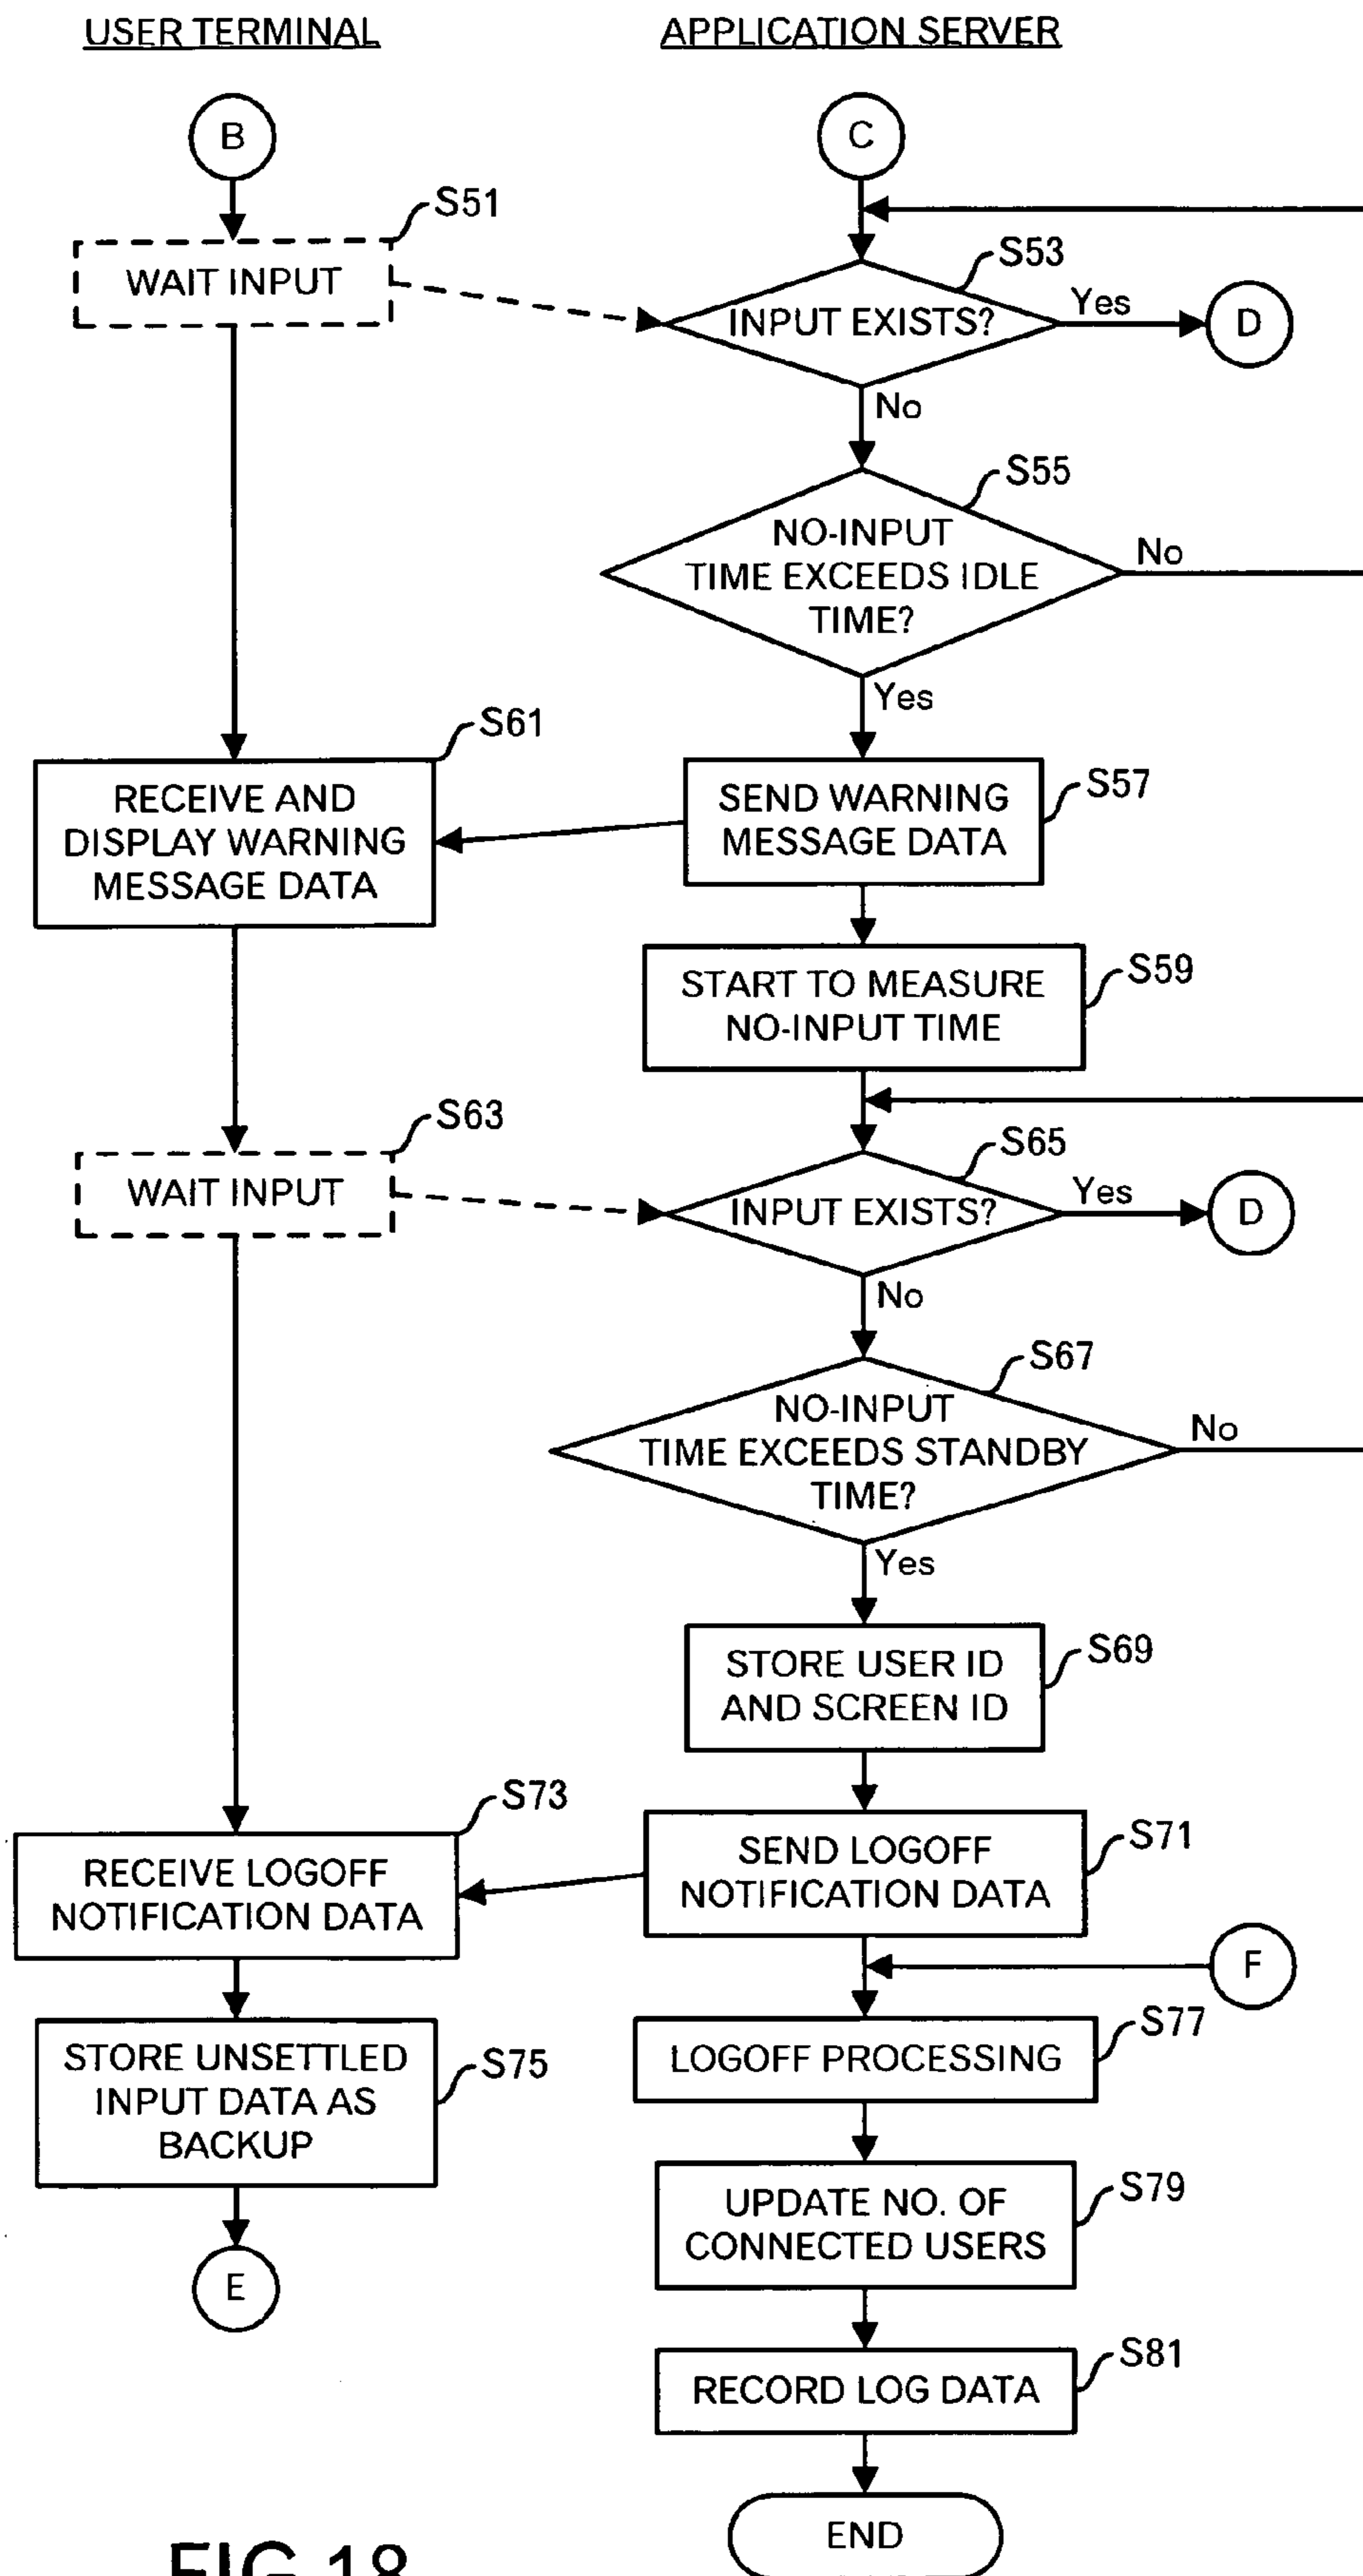 USER TERMINAL
APPLICATION SERVER
B
C
S51
WAIT INPUT
S53
INPUT EXISTS?
Yes
D
No
S55
NO-INPUT
TIME EXCEEDS IDLE
TIME?
No
Yes
S61
RECEIVE AND
DISPLAY WARNING
MESSAGE DATA
S57
SEND WARNING
MESSAGE DATA
S59
START TO MEASURE
NO-INPUT TIME
S63
WAIT INPUT
S65
INPUT EXISTS?
Yes
D
No
S67
NO-INPUT
TIME EXCEEDS STANDBY
TIME?
No
Yes
S69
STORE USER ID
AND SCREEN ID
S73
RECEIVE LOGOFF
NOTIFICATION DATA
S71
SEND LOGOFF
NOTIFICATION DATA
F
S75
STORE UNSETTLED
INPUT DATA AS
BACKUP
S77
LOGOFF PROCESSING
S79
UPDATE NO. OF
CONNECTED USERS
E
S81
RECORD LOG DATA
END
FIG.18